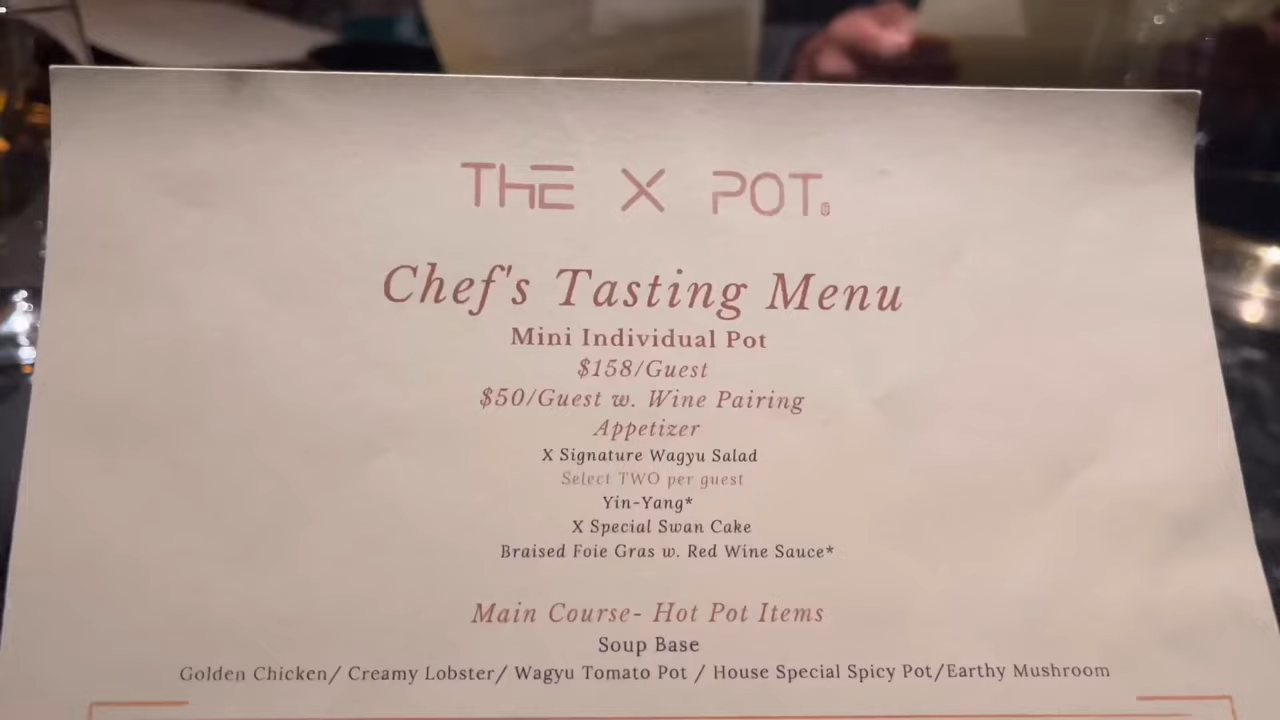 THE X POT®
Chef's Tasting Menu
Mini Individual Pot
$158/Guest
$50/Guest w. Wine Pairing
Appetizer
X Signature Wagyu Salad
Select TWO per guest
Yin-Yang*
X Special Swan Cake
Braised Foie Gras w. Red Wine Sauce*
Main Course- Hot Pot Items
Soup Base
Golden Chicken/ Creamy Lobster/ Wagyu Tomato Pot / House Special Spicy Pot/Earthy Mushroom